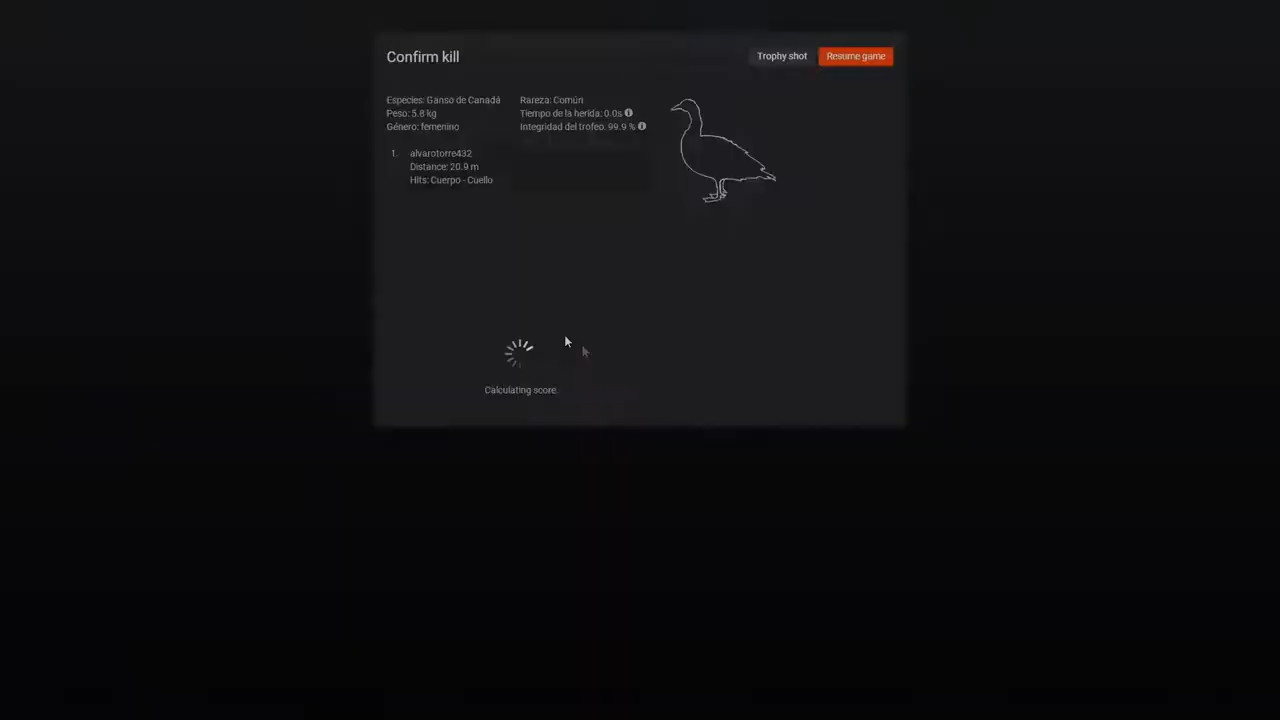 Confirm kill
Trophy shot
Resume game
Especies: Ganso de Canadá
Peso: 5.8 kg
Género: femenino
Rareza: Común
Tiempo de la herida: 0.0s
Integridad del trofeo: 99.9 %
1. alvarotorre432
Distance: 20.9 m
Hits: Cuerpo - Cuello
Calculating score.